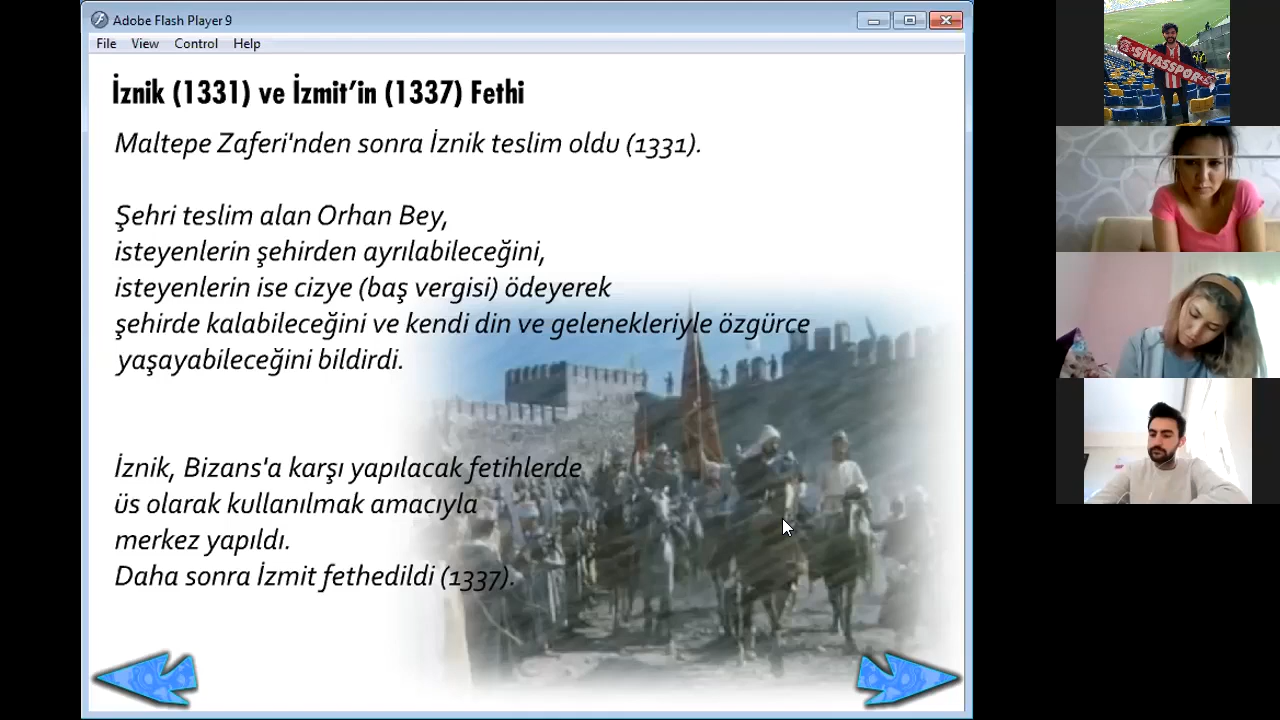 Adobe Flash Player 9
File View Control Help
İznik (1331) ve İzmit’in (1337) Fethi
Maltepe Zaferi'nden sonra İznik teslim oldu (1331).
Şehri teslim alan Orhan Bey,
isteyenlerin şehirden ayrılabileceğini,
isteyenlerin ise cizye (baş vergisi) ödeyerek
şehirde kalabileceğini ve kendi din ve gelenekleriyle özgürce
yaşayabileceğini bildirdi.
İznik, Bizans'a karşı yapılacak fetihlerde
üs olarak kullanılmak amacıyla
merkez yapıldı.
Daha sonra İzmit fethedildi (1337).
SİVASSPOR